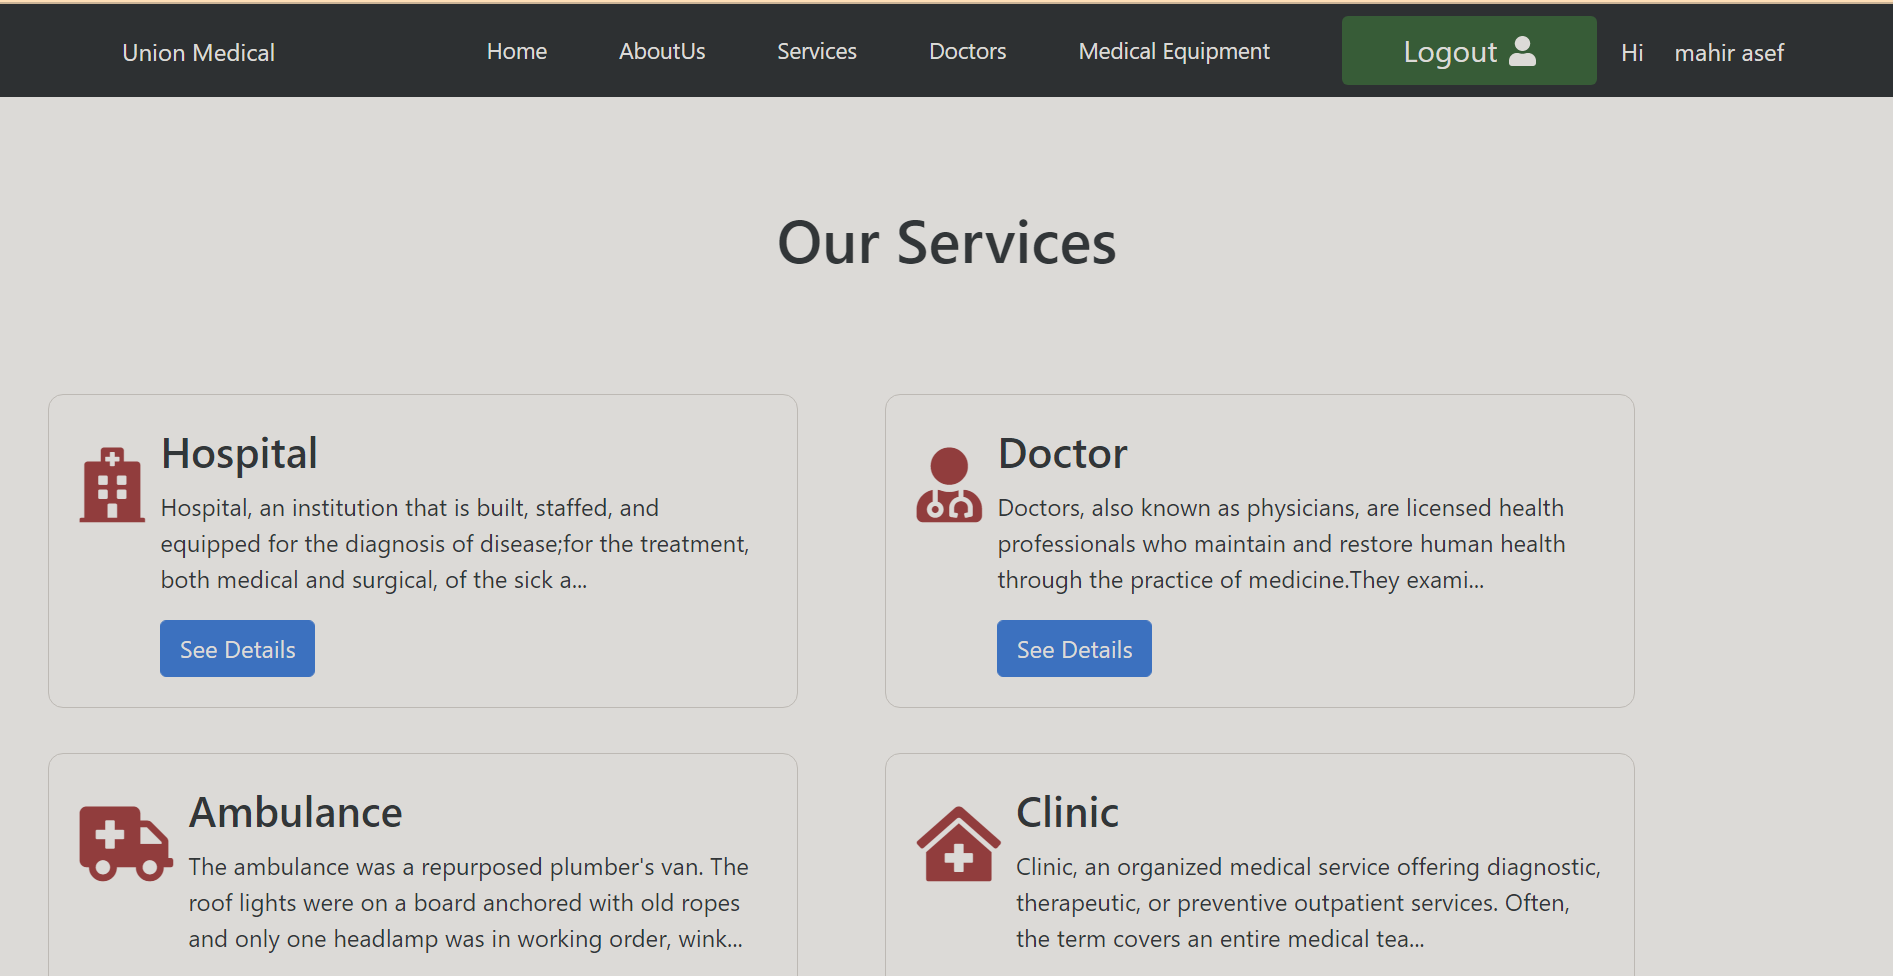 Union Medical
Home
AboutUs
Services
Doctors
Medical Equipment
Logout
Hi
mahir asef
Our Services
Hospital
Hospital, an institution that is built, staffed, and
equipped for the diagnosis of disease;for the treatment,
both medical and surgical, of the sick a...
See Details
Doctor
Doctors, also known as physicians, are licensed health
professionals who maintain and restore human health
through the practice of medicine.They exami...
See Details
Ambulance
The ambulance was a repurposed plumber's van. The
roof lights were on a board anchored with old ropes
and only one headlamp was in working order, wink...
Clinic
Clinic, an organized medical service offering diagnostic,
therapeutic, or preventive outpatient services. Often,
the term covers an entire medical tea...